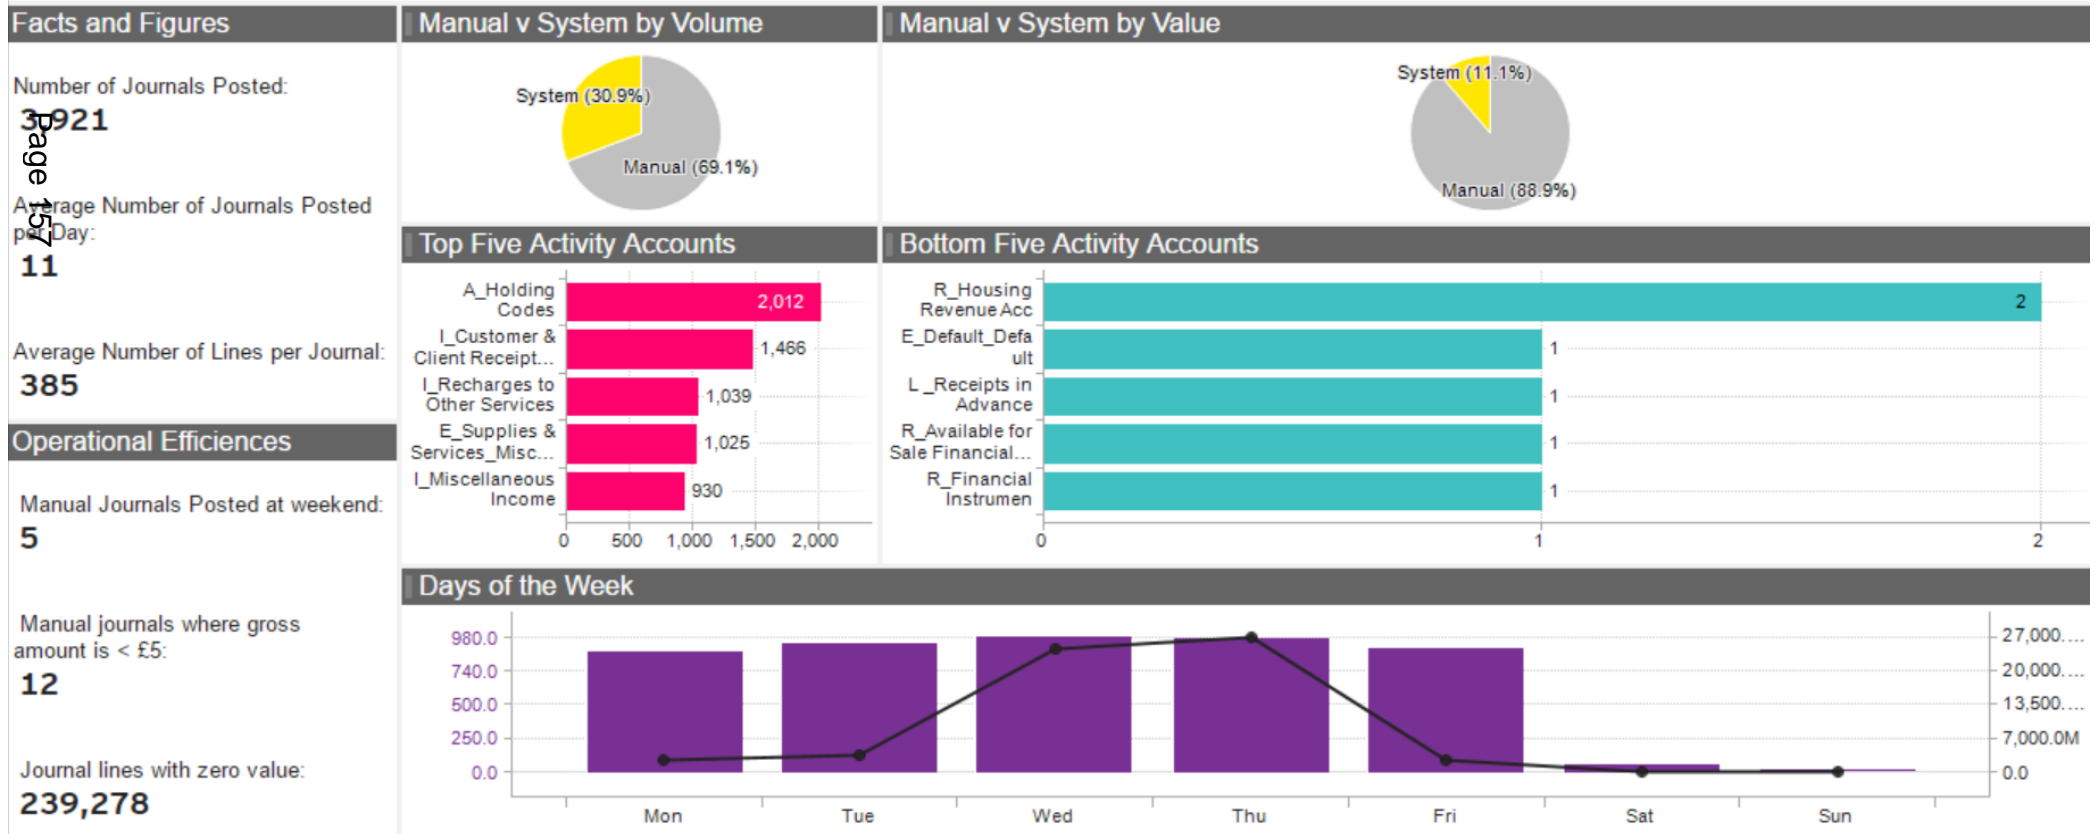 Facts and Figures
Number of Journals Posted:
3,921
Average Number of Journals Posted
per Day:
11
Average Number of Lines per Journal:
385
Page 157
Operational Efficiences
Manual Journals Posted at weekend:
5
Manual journals where gross
amount is < £5:
12
Journal lines with zero value:
239,278
Manual v System by Volume
System (30.9%)
Manual (69.1%)
Manual v System by Value
System (11.1%)
Manual (88.9%)
Top Five Activity Accounts
A_Holding
Codes
2,012
I_Customer &
Client Receipt...
1,466
I_Recharges to
Other Services
1,039
E_Supplies &
Services_Misc...
1,025
I_Miscellaneous
Income
930
0 500 1,000 1,500 2,000
Bottom Five Activity Accounts
R_Housing
Revenue Acc
2
E_Default_Defa
ult
1
L _Receipts in
Advance
1
R_Available for
Sale Financial...
1
R_Financial
Instrumen
1
0 1 2
Days of the Week
980.0
740.0
500.0
250.0
0.0
27,000....
20,000....
13,500....
7,000.0M
0.0
Mon Tue Wed Thu Fri Sat Sun